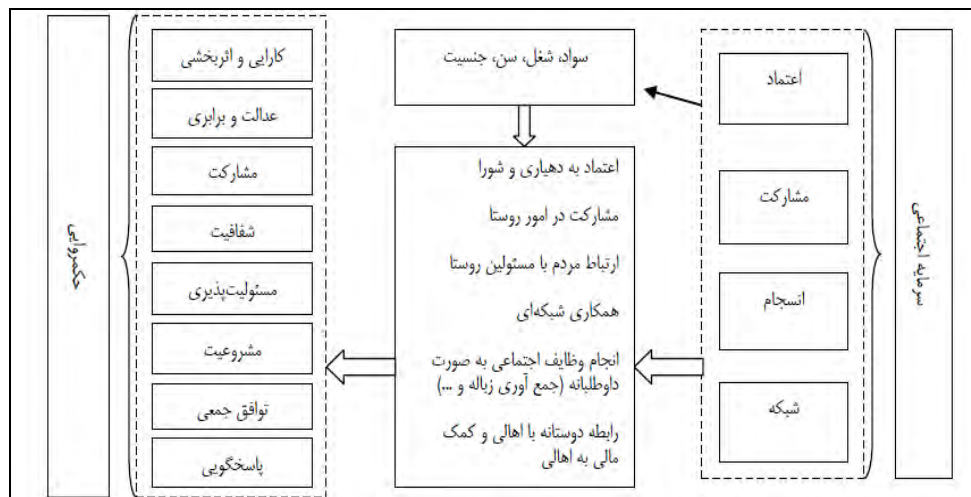 سرمایه اجتماعی
اعتماد
مشارکت
انسجام
شبکه
سواد، شغل، سن، جنسیت
اعتماد به دهیاری و شورا
مشارکت در امور روستا
ارتباط مردم با مسئولین روستا
همکاری شبکه‌ای
انجام وظایف اجتماعی به صورت
داوطلبانه (جمع آوری زباله و ...)
رابطه دوستانه با اهالی و کمک
مالی به اهالی
کارایی و اثربخشی
عدالت و برابری
مشارکت
شفافیت
مسئولیت‌پذیری
مشروعیت
توافق جمعی
پاسخگویی
حکمروایی